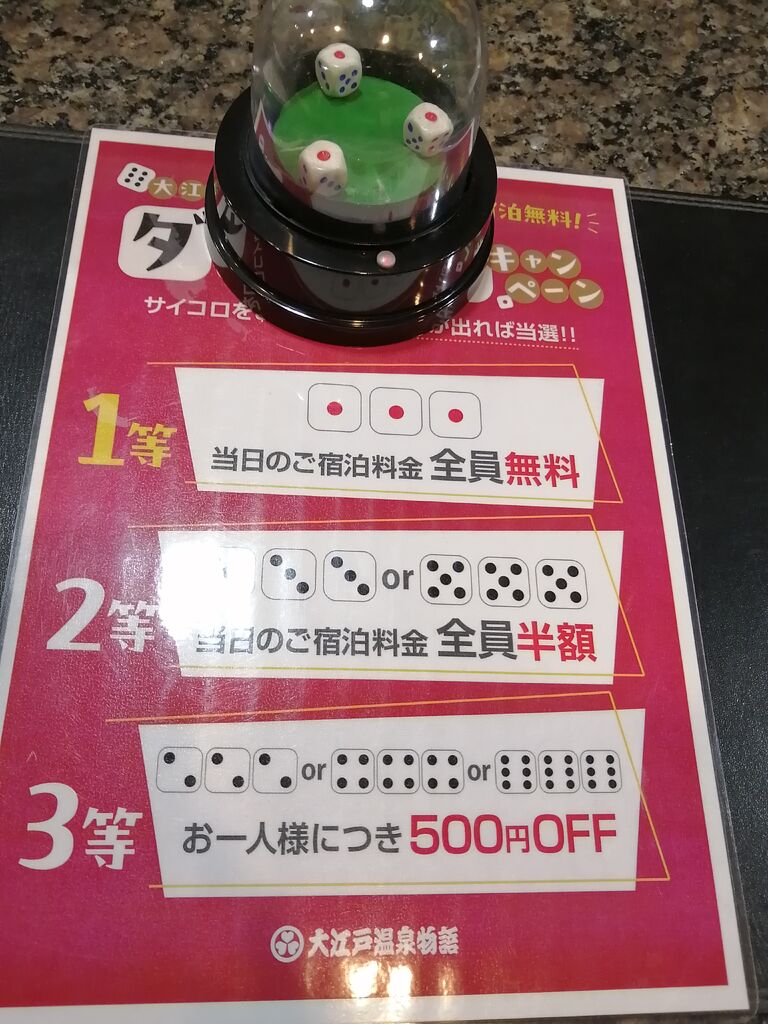 大江
泊無料!
ダ
キャン
ペーン
サイコロを
が出れば当選!!
1等
当日のご宿泊料金 全員無料
2等
or
当日のご宿泊料金 全員半額
3等
or or
お一人様につき 500円OFF
大江戸温泉物語